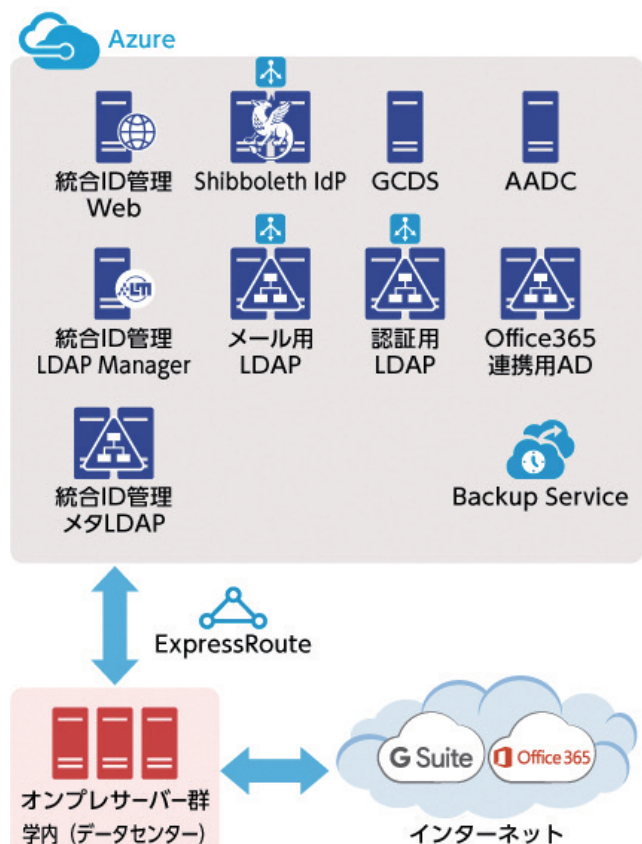 Azure
統合ID管理
Web
Shibboleth IdP
GCDS
AADC
統合ID管理
LDAP Manager
メール用
LDAP
認証用
LDAP
Office365
連携用AD
統合ID管理
メタLDAP
Backup Service
ExpressRoute
オンプレサーバー群
学内（データセンター）
G Suite
Office 365
インターネット